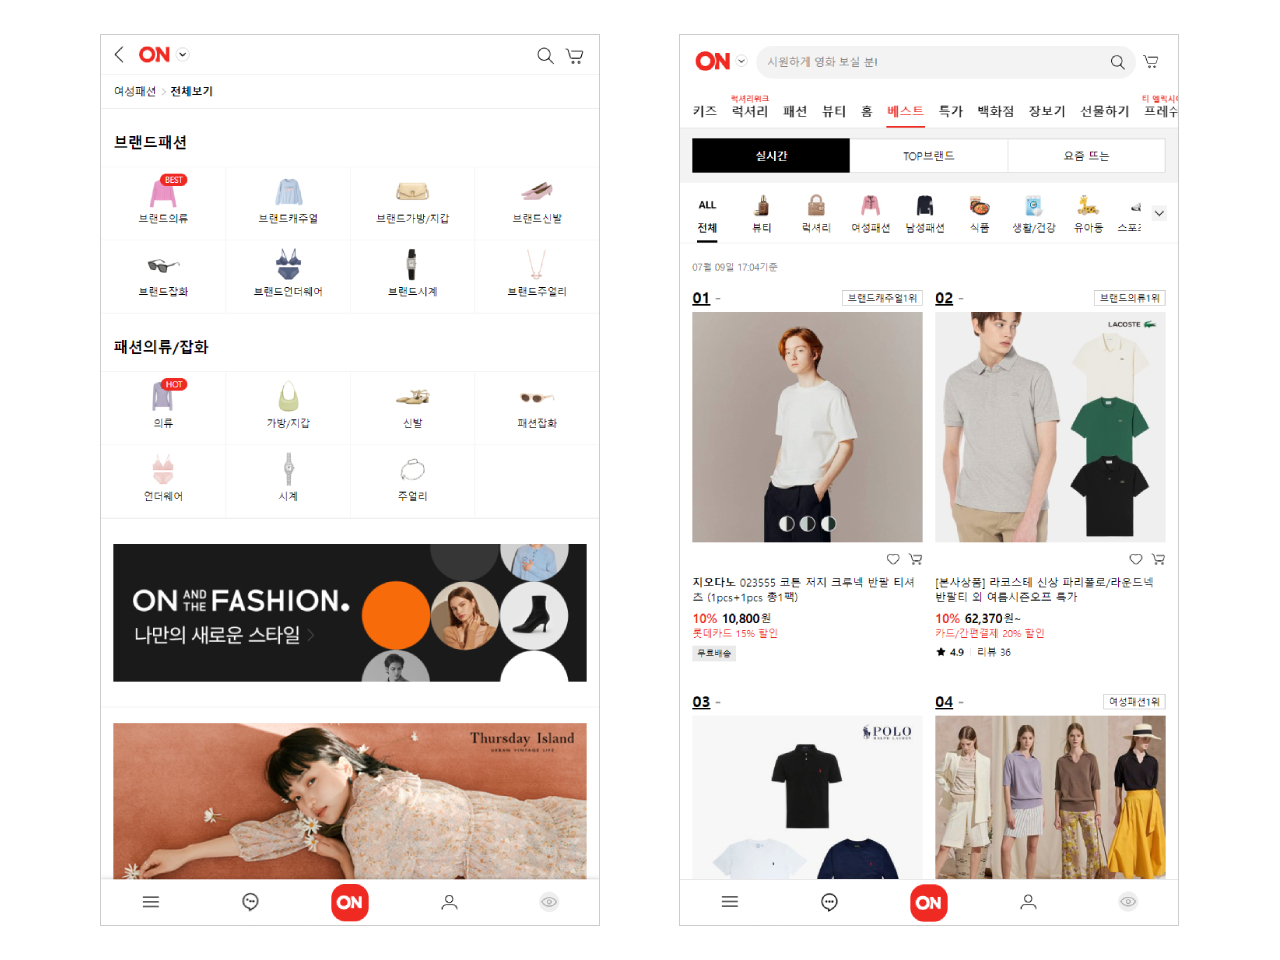 ON
여성패션 > 전체보기
브랜드패션
BEST
브랜드의류
브랜드캐주얼
브랜드가방/지갑
브랜드신발
브랜드잡화
브랜드언더웨어
브랜드시계
브랜드주얼리
패션의류/잡화
HOT
의류
가방/지갑
신발
패션잡화
언더웨어
시계
주얼리
ON AND THE FASHION.
나만의 새로운 스타일 >
Thursday Island
URBAN VINTAGE LIFE
ON
ON
시원하게 영화 보실 분!
럭셔리위크
티 엘릭시
키즈 럭셔리 패션 뷰티 홈 베스트 특가 백화점 장보기 선물하기 프레쉬
실시간
TOP브랜드
요즘 뜨는
ALL
전체
뷰티
럭셔리
여성패션
남성패션
식품
생활/건강
유아동
스포츠
07월 09일 17:04기준
01 -
브랜드캐주얼1위
지오다노 023555 코튼 저지 크루넥 반팔 티셔
츠 (1pcs+1pcs 총1팩)
10% 10,800원
롯데카드 15% 할인
무료배송
02 -
브랜드의류1위
LACOSTE
[본사상품] 라코스테 신상 파리폴로/라운드넥
반팔티 외 여름시즌오프 특가
10% 62,370원~
카드/간편결제 20% 할인
★ 4.9 | 리뷰 36
03 -
POLO
RALPH LAUREN
04 -
여성패션1위
ON